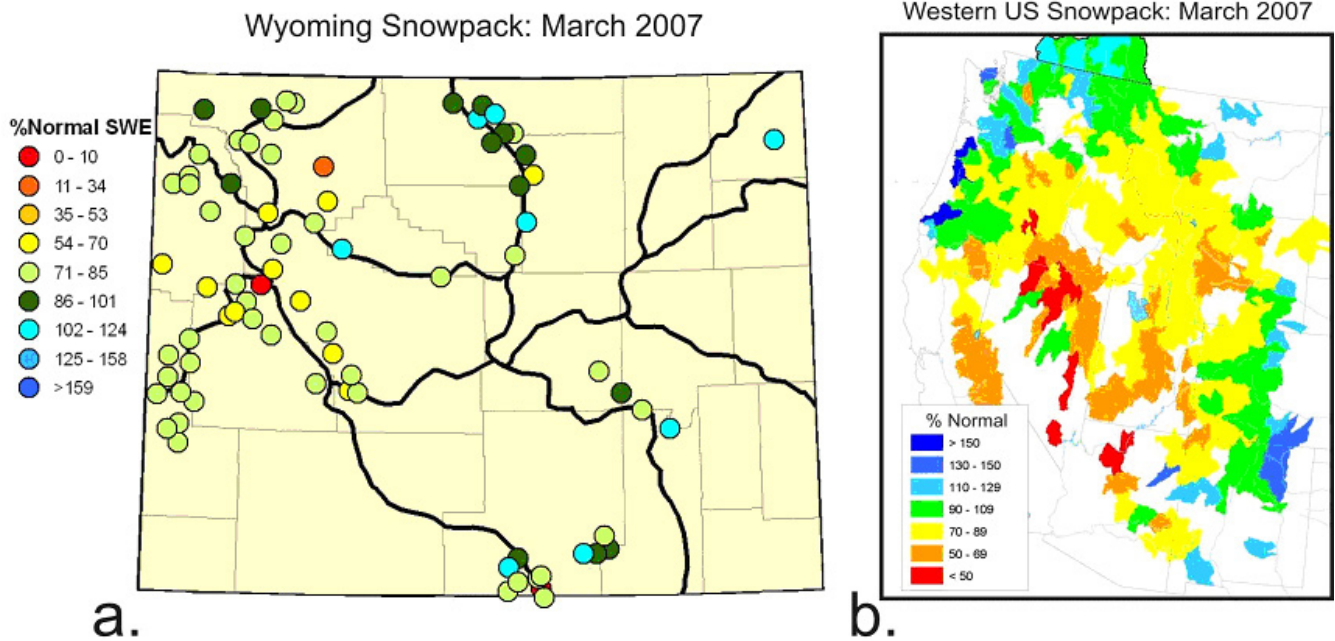 Wyoming Snowpack: March 2007
%Normal SWE
0 - 10
11 - 34
35 - 53
54 - 70
71 - 85
86 - 101
102 - 124
125 - 158
>159
a.
Western US Snowpack: March 2007
% Normal
> 150
130 - 150
110 - 129
90 - 109
70 - 89
50 - 69
< 50
b.